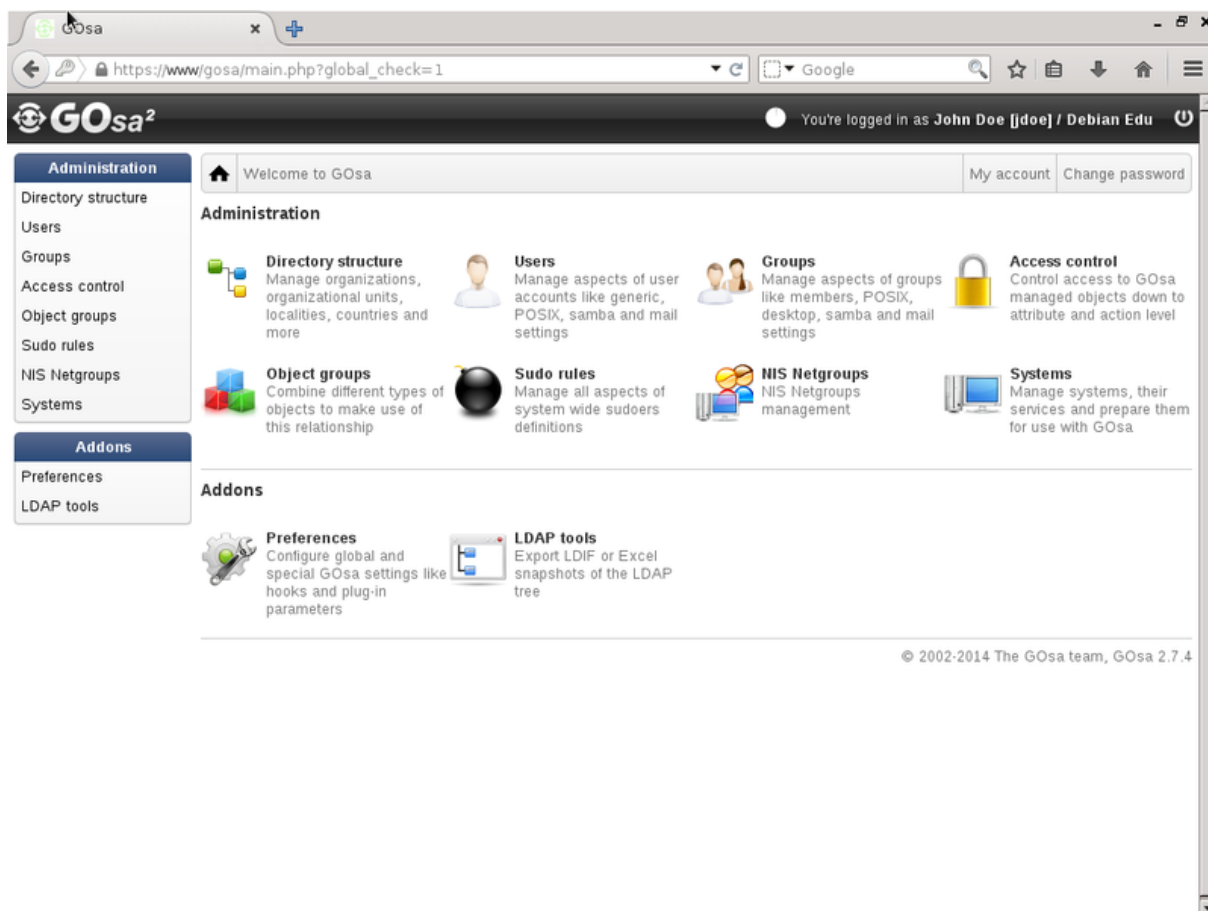 GOsa
https://www/gosa/main.php?global_check=1
Google
GOsa²
You're logged in as John Doe [jdoe] / Debian Edu
Administration
Directory structure
Users
Groups
Access control
Object groups
Sudo rules
NIS Netgroups
Systems
Addons
Preferences
LDAP tools
Welcome to GOsa
My account
Change password
Administration
Directory structure
Manage organizations,
organizational units,
localities, countries and
more
Users
Manage aspects of user
accounts like generic,
POSIX, samba and mail
settings
Groups
Manage aspects of groups
like members, POSIX,
desktop, samba and mail
settings
Access control
Control access to GOsa
managed objects down to
attribute and action level
Object groups
Combine different types of
objects to make use of
this relationship
Sudo rules
Manage all aspects of
system wide sudoers
definitions
NIS Netgroups
NIS Netgroups
management
Systems
Manage systems, their
services and prepare them
for use with GOsa
Addons
Preferences
Configure global and
special GOsa settings like
hooks and plug-in
parameters
LDAP tools
Export LDIF or Excel
snapshots of the LDAP
tree
© 2002-2014 The GOsa team, GOsa 2.7.4